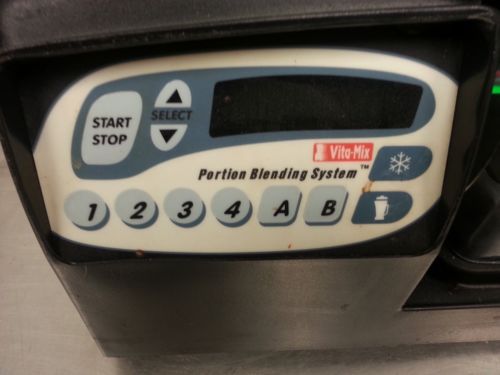 START
STOP
SELECT
Vita-Mix
Portion Blending System™
1 2 3 4 A B